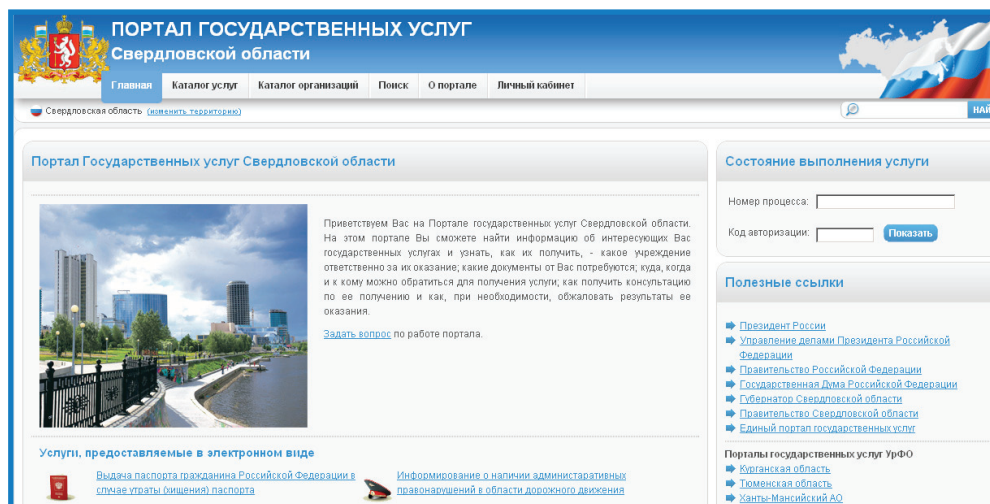 ПОРТАЛ ГОСУДАРСТВЕННЫХ УСЛУГ
Свердловской области
Главная Каталог услуг Каталог организаций Поиск О портале Личный кабинет
Свердловская область (изменить территорию)
НАЙ
Портал Государственных услуг Свердловской области
Приветствуем Вас на Портале государственных услуг Свердловской области.
На этом портале Вы сможете найти информацию об интересующих Вас
государственных услугах и узнать, как их получить, - какое учреждение
ответственно за их оказание; какие документы от Вас потребуются; куда, когда
и к кому можно обратиться для получения услуги; как получить консультацию
по ее получению и как, при необходимости, обжаловать результаты ее
оказания.
Задать вопрос по работе портала.
Услуги, предоставляемые в электронном виде
Выдача паспорта гражданина Российской Федерации в
случае утраты (хищения) паспорта
Информирование о наличии административных
правонарушений в области дорожного движения
Состояние выполнения услуги
Номер процесса:
Код авторизации: Показать
Полезные ссылки
Президент России
Управление делами Президента Российской
Федерации
Правительство Российской Федерации
Государственная Дума Российской Федерации
Губернатор Свердловской области
Правительство Свердловской области
Единый портал государственных услуг
Порталы государственных услуг УрФО
Курганская область
Тюменская область
Ханты-Мансийский АО